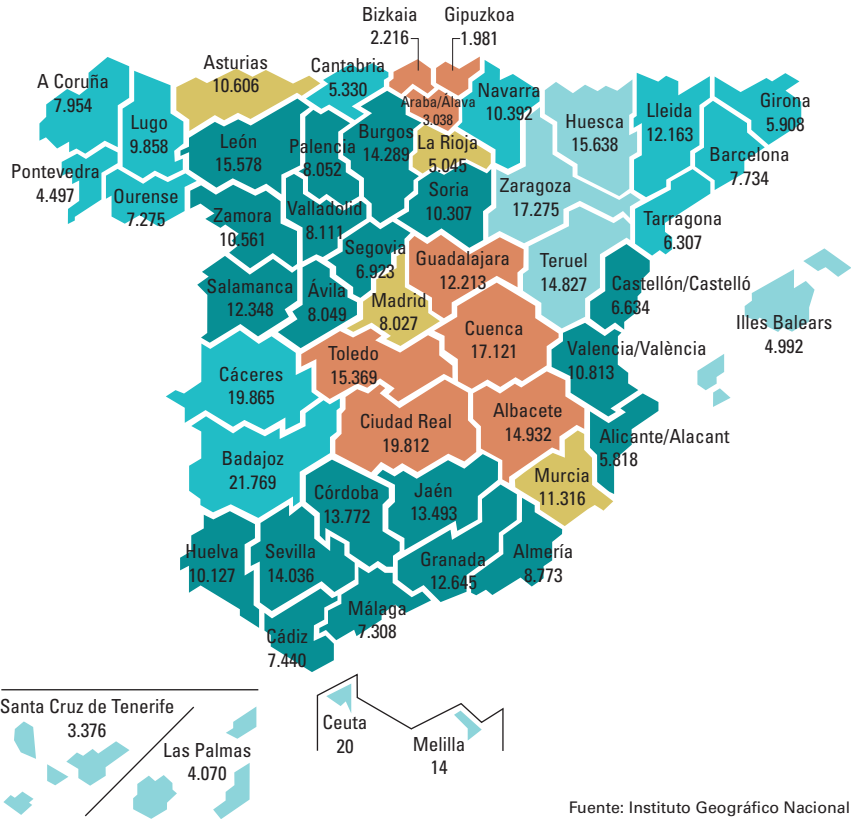 Bizkaia
2.216
Gipuzkoa
1.981
A Coruña
7.954
Lugo
9.858
Asturias
10.606
Cantabria
5.330
Araba/Álava
3.038
Navarra
10.392
Huesca
15.638
Lleida
12.163
Girona
5.908
Barcelona
7.734
Pontevedra
4.497
Ourense
7.275
León
15.578
Palencia
8.052
Burgos
14.289
La Rioja
5.045
Soria
10.307
Zaragoza
17.275
Tarragona
6.307
Zamora
10.561
Valladolid
8.111
Segovia
6.923
Guadalajara
12.213
Teruel
14.827
Castellón/Castelló
6.634
Salamanca
12.348
Ávila
8.049
Madrid
8.027
Cuenca
17.121
Illes Balears
4.992
Cáceres
19.865
Toledo
15.369
Valencia/València
10.813
Ciudad Real
19.812
Albacete
14.932
Alicante/Alacant
5.818
Badajoz
21.769
Córdoba
13.772
Jaén
13.493
Murcia
11.316
Huelva
10.127
Sevilla
14.036
Granada
12.645
Almería
8.773
Málaga
7.308
Cádiz
7.440
Santa Cruz de Tenerife
3.376
Las Palmas
4.070
Ceuta
20
Melilla
14
Fuente: Instituto Geográfico Nacional